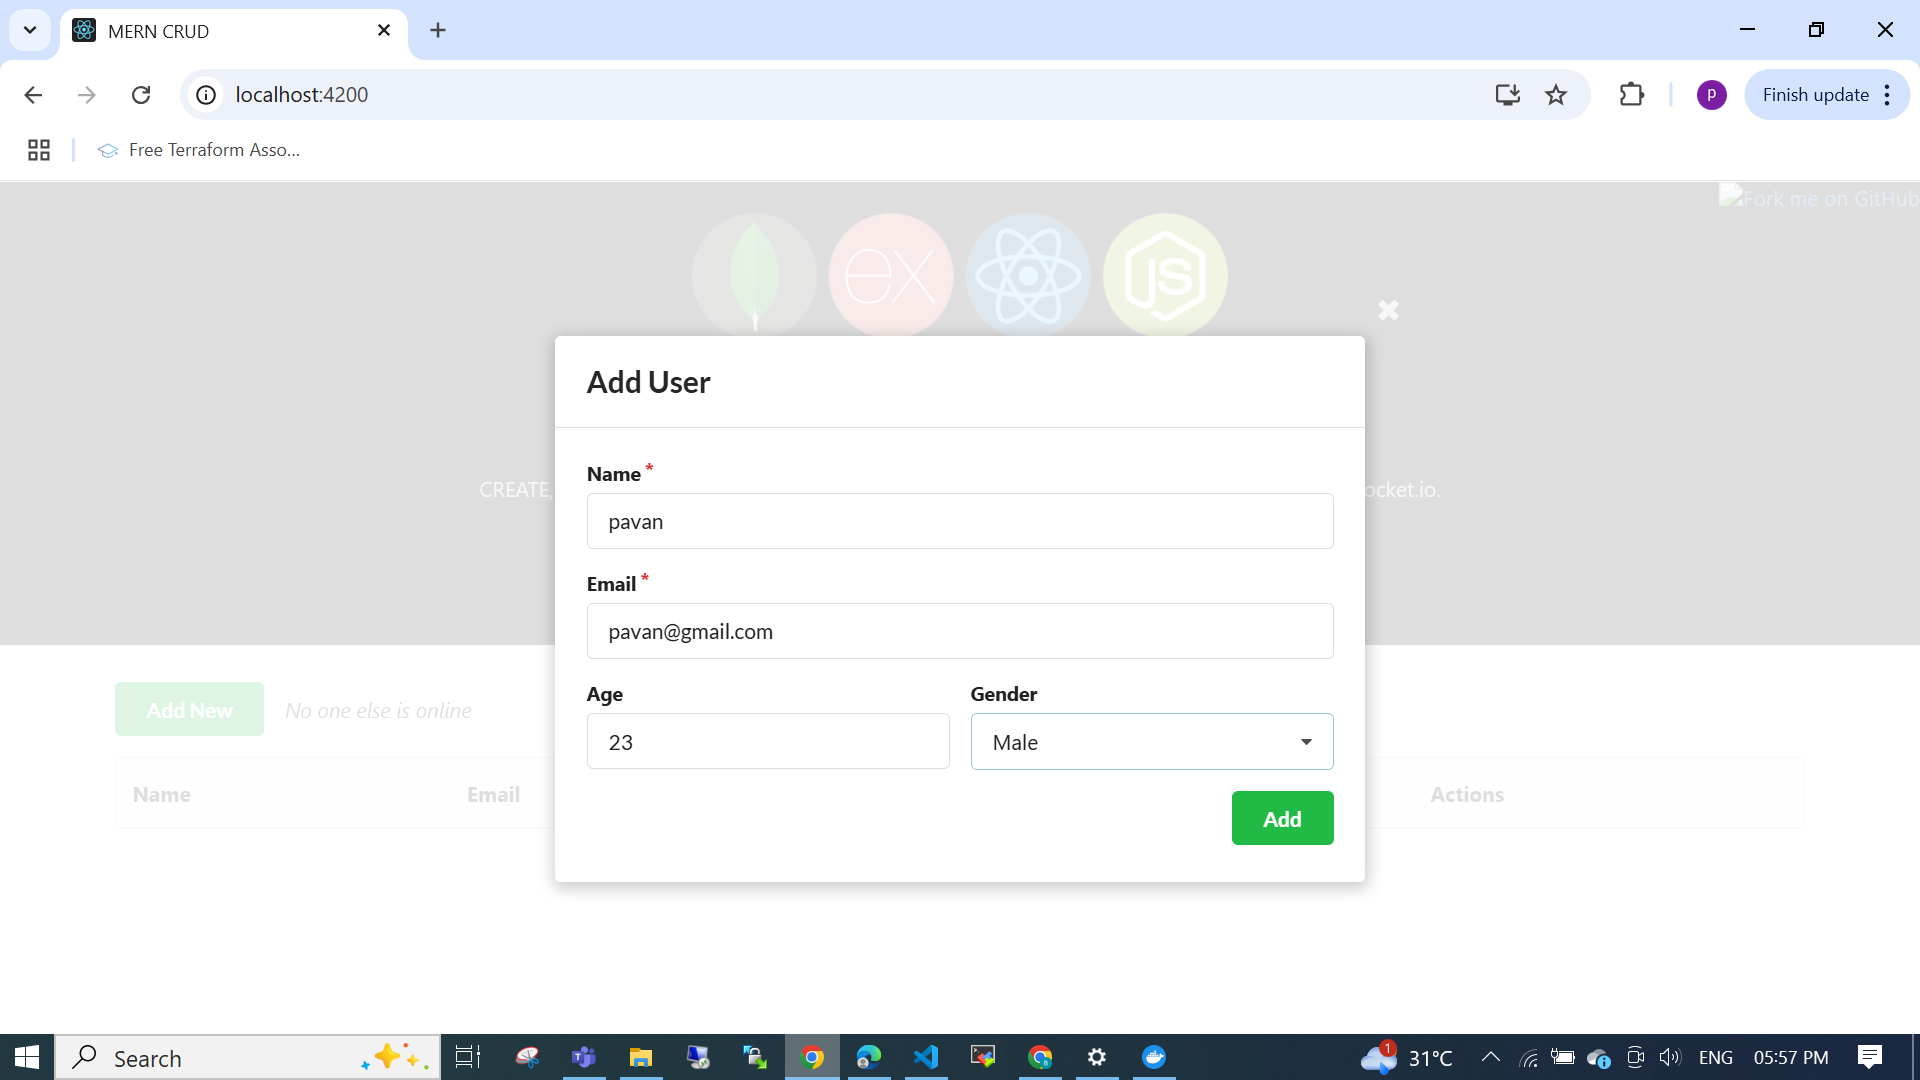 MERN CRUD
localhost:4200
p
Finish update
Free Terraform Asso...
Fork me on GitHub
ex
JS
Add User
Name *
CREATE,
ocket.io.
pavan
Email *
pavan@gmail.com
Age
Gender
Add New
No one else is online
23
Male
Name
Email
Actions
Add
Search
1
31°C
ENG
05:57 PM